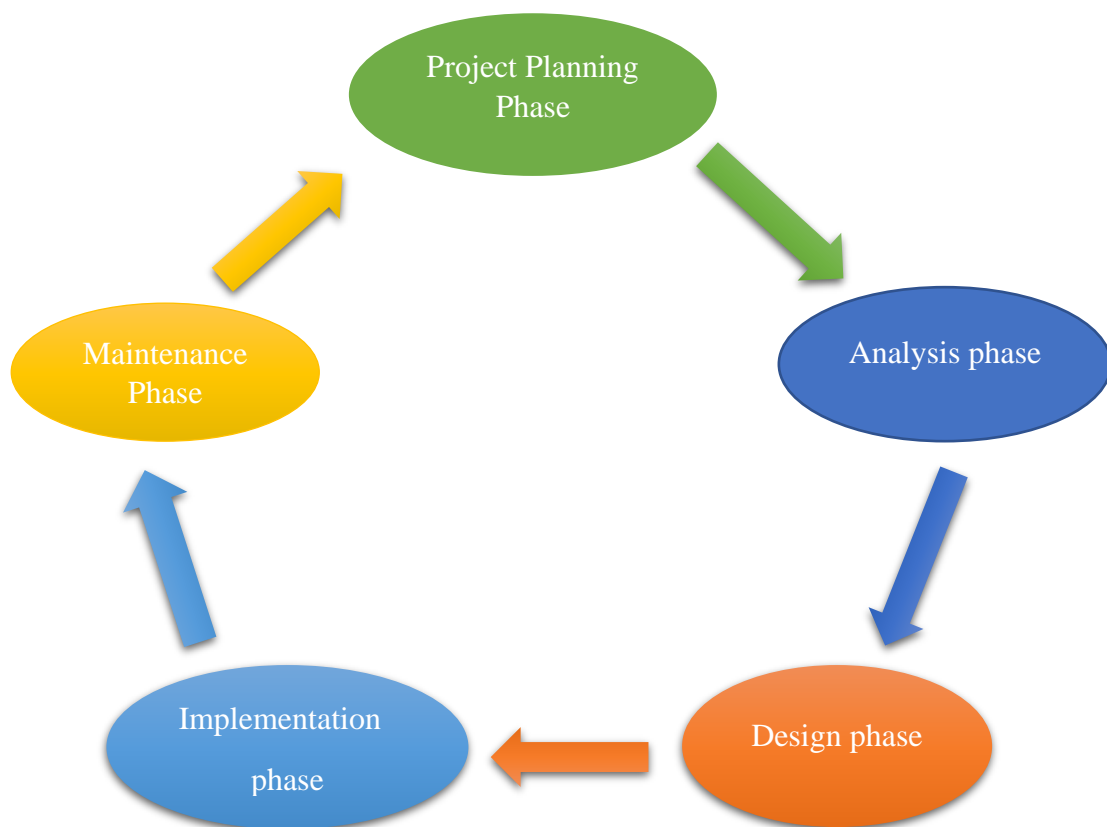 Project Planning
Phase
Analysis phase
Design phase
Implementation
phase
Maintenance
Phase